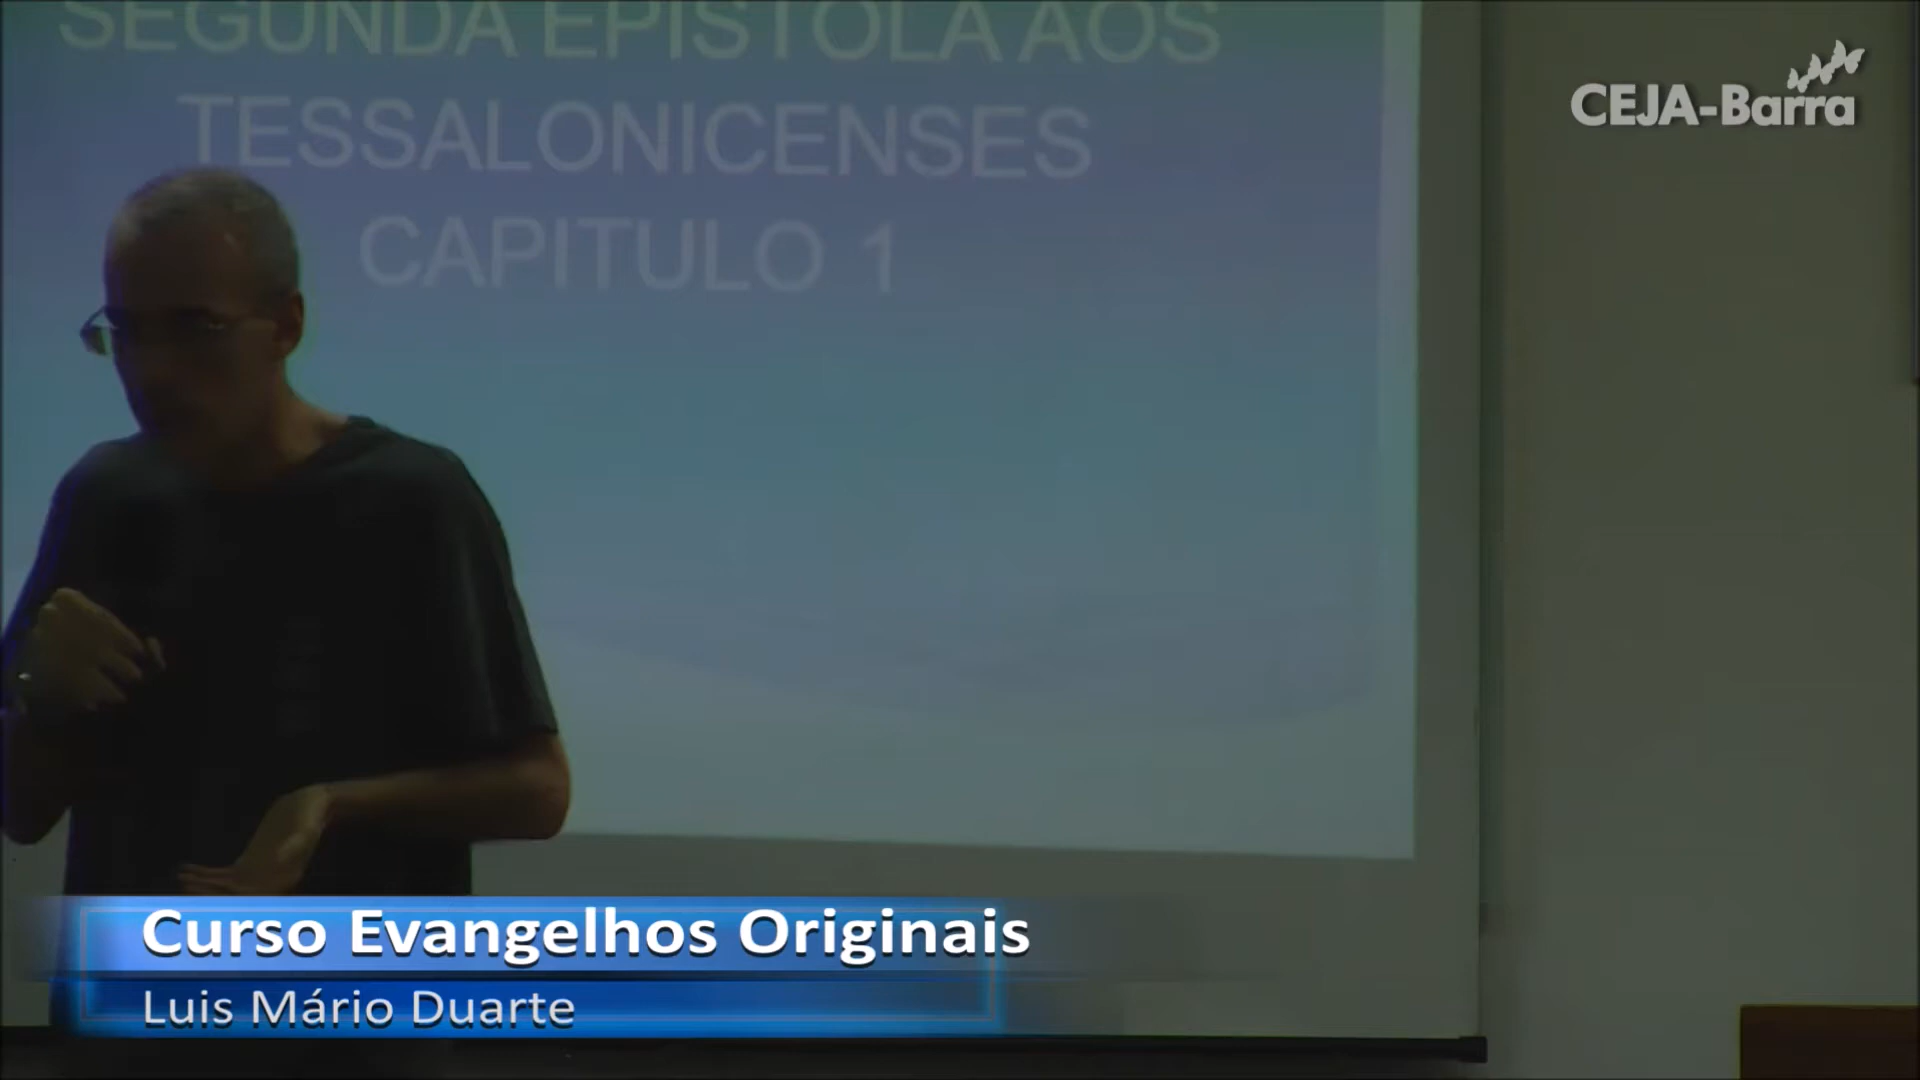 SEGUNDA EPISTOLA AOS
TESSALONICENSES
CAPITULO 1
CEJA-Barra
Curso Evangelhos Originais
Luis Mário Duarte